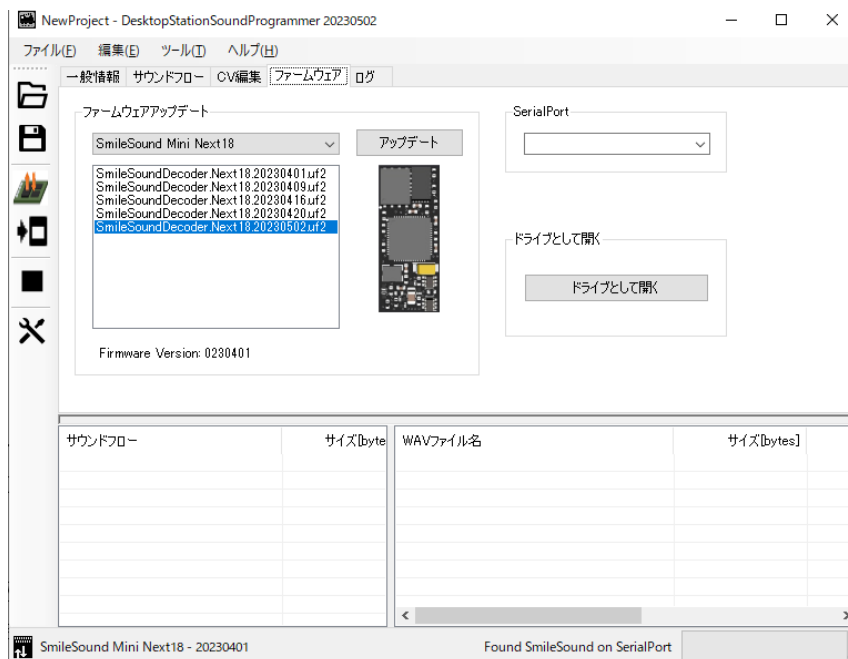 NewProject - DesktopStationSoundProgrammer 20230502
ファイル(F) 編集(E) ツール(T) ヘルプ(H)
一般情報 サウンドフロー CV編集 ファームウェア ログ
ファームウェアアップデート
SmileSound Mini Next18
アップデート
SmileSoundDecoder.Next18.20230401.uf2
SmileSoundDecoder.Next18.20230409.uf2
SmileSoundDecoder.Next18.20230416.uf2
SmileSoundDecoder.Next18.20230420.uf2
SmileSoundDecoder.Next18.20230502.uf2
Firmware Version: 0230401
SerialPort
ドライブとして開く
ドライブとして開く
サウンドフロー サイズ[byte WAVファイル名 サイズ[bytes]
SmileSound Mini Next18 - 20230401 Found SmileSound on SerialPort